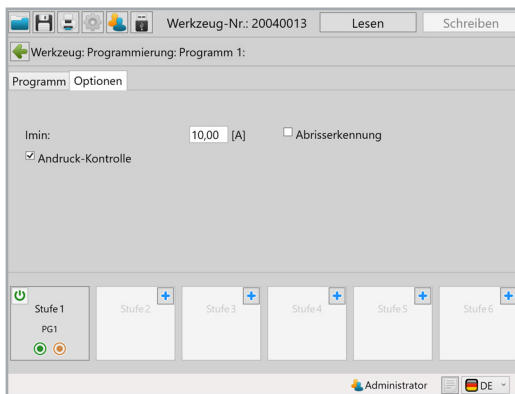 Werkzeug-Nr.: 20040013 Lesen Schreiben
Werkzeug: Programmierung: Programm 1:
Programm Optionen
Imin: 10,00 [A] Abrisserkennung
Andruck-Kontrolle
Stufe 1 Stufe 2 Stufe 3 Stufe 4 Stufe 5 Stufe 6
PG1
Administrator DE